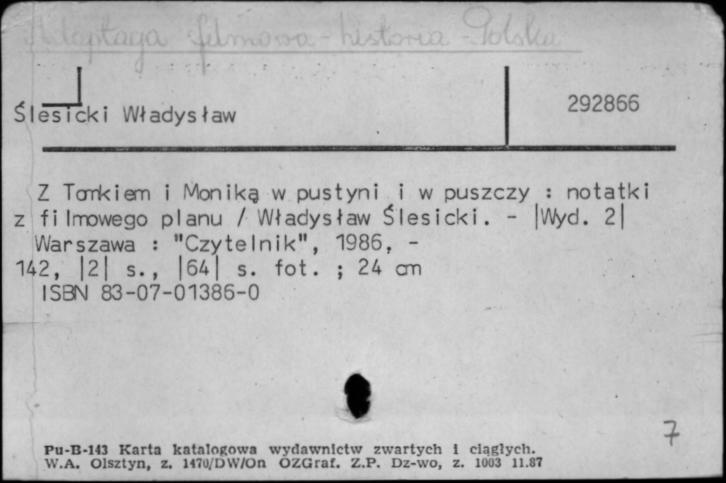 Adaptacja filmowa - historia - Polska
Ślesicki Władysław
292866
Z Tomkiem i Moniką w pustyni i w puszczy : notatki
z filmowego planu / Władysław Ślesicki. - |Wyd. 2|
Warszawa : "Czytelnik", 1986, -
142, |2| s., |64| s. fot. ; 24 cm
ISBN 83-07-01386-0
7
Pu-B-143 Karta katalogowa wydawnictw zwartych i ciągłych.
W.A. Olsztyn, z. 1470/DW/On OZGraf. Z.P. Dz-wo, z. 1003 11.87